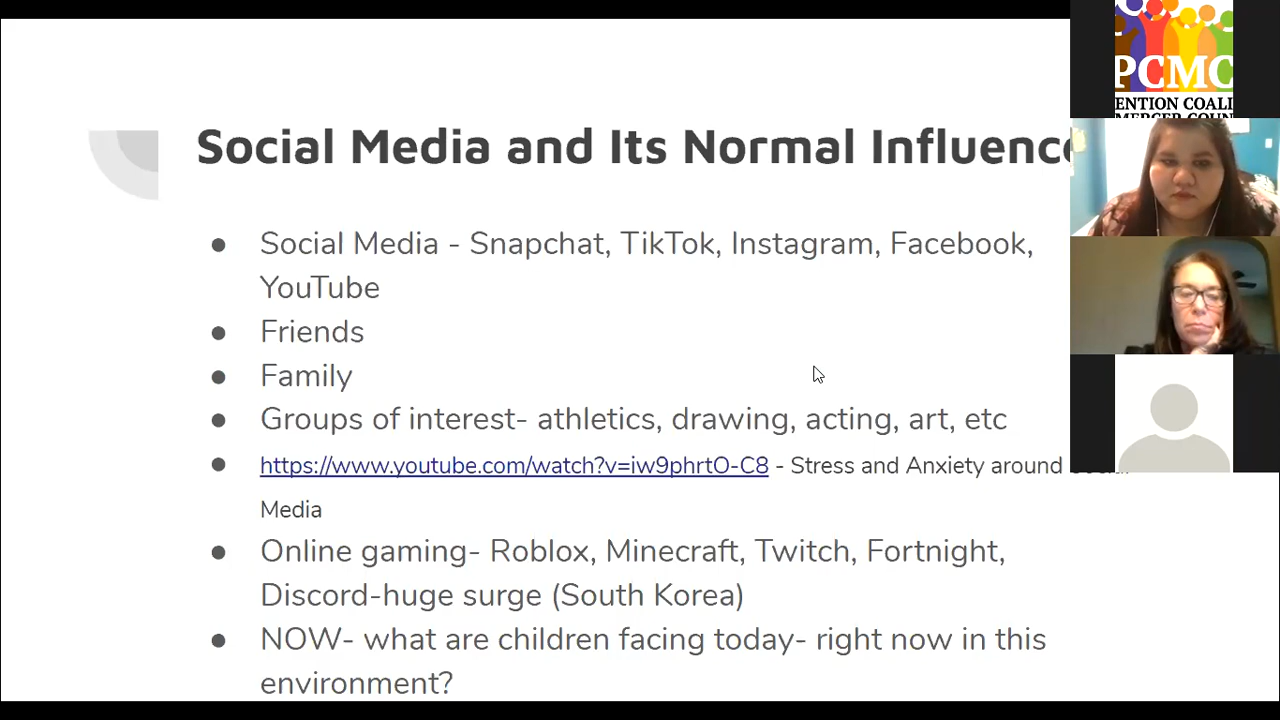 PCMC
ENTION COALI
MERCER COUN
Social Media and Its Normal Influenc
● Social Media - Snapchat, TikTok, Instagram, Facebook,
YouTube
● Friends
● Family
● Groups of interest- athletics, drawing, acting, art, etc
● https://www.youtube.com/watch?v=iw9phrtO-C8 - Stress and Anxiety around
Media
● Online gaming- Roblox, Minecraft, Twitch, Fortnight,
Discord-huge surge (South Korea)
● NOW- what are children facing today- right now in this
environment?